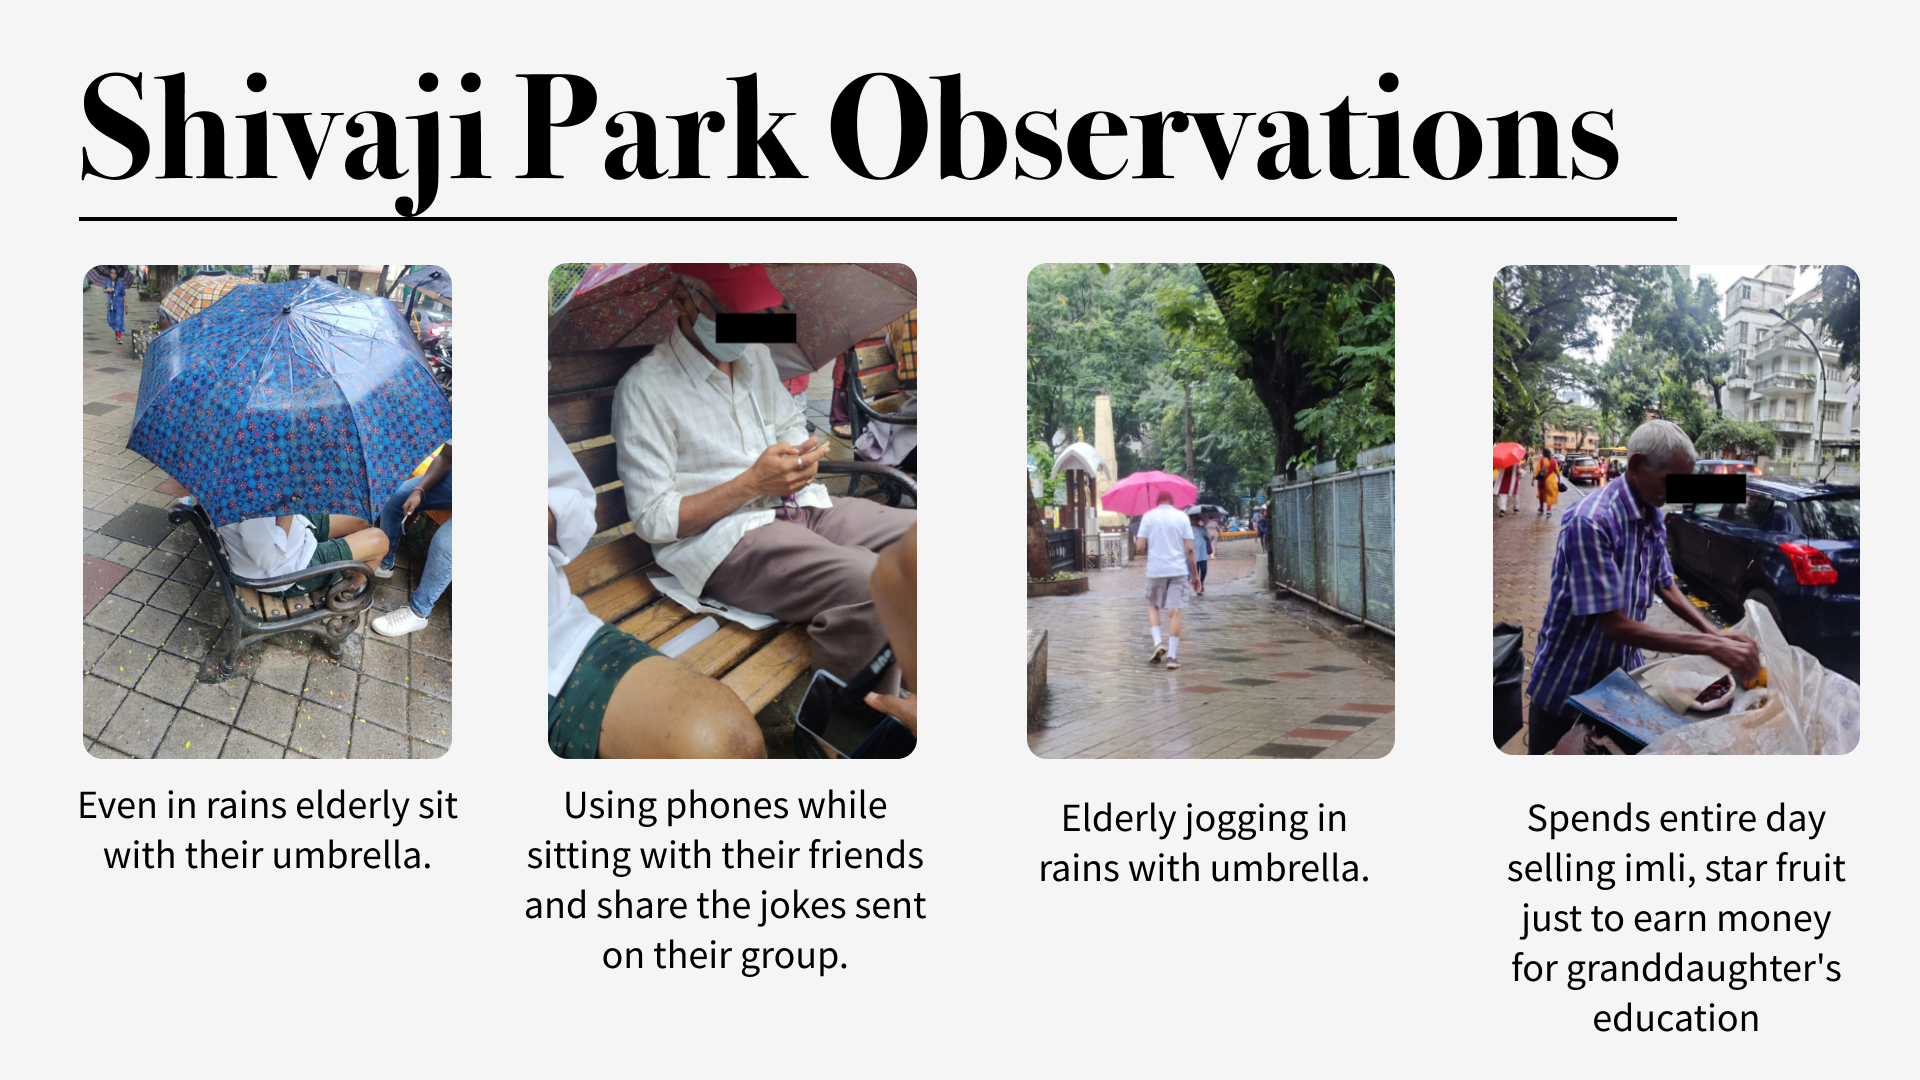 Shivaji Park Observations
Even in rains elderly sit
with their umbrella.
Using phones while
sitting with their friends
and share the jokes sent
on their group.
Elderly jogging in
rains with umbrella.
Spends entire day
selling imli, star fruit
just to earn money
for granddaughter's
education